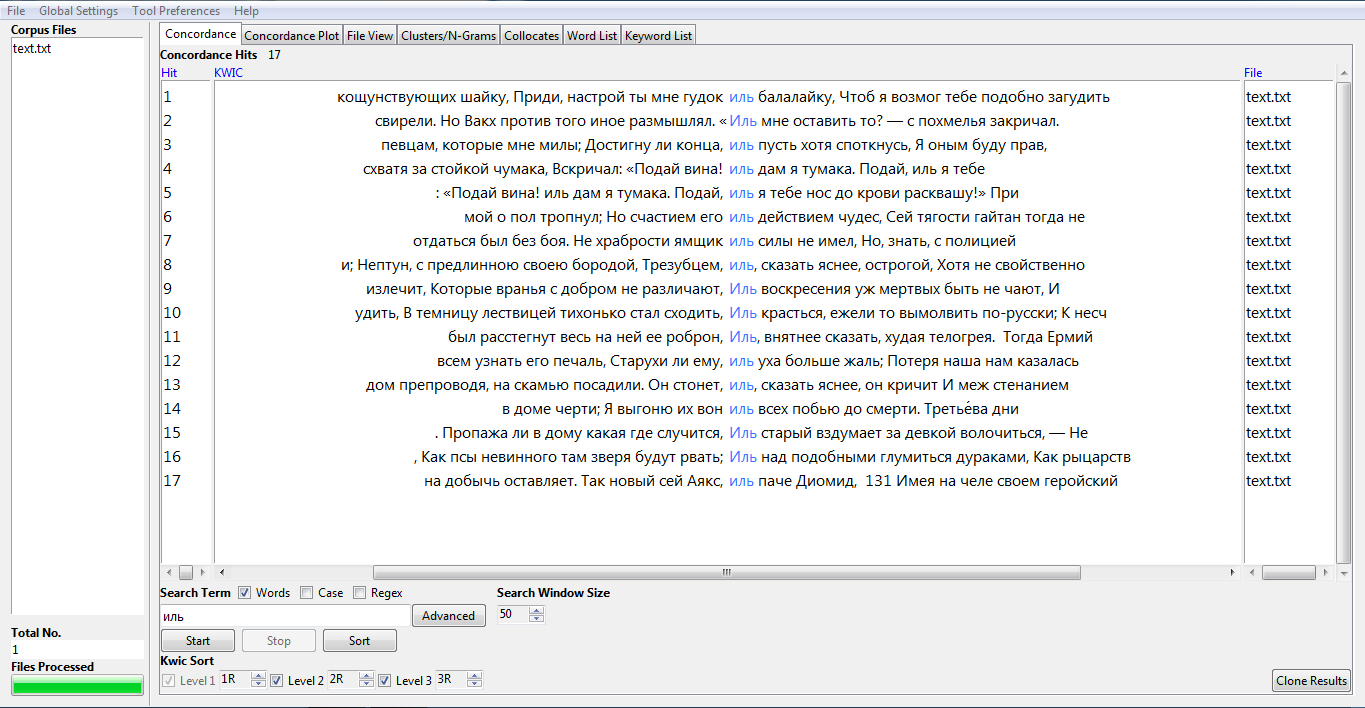 File Global Settings Tool Preferences Help
Corpus Files
text.txt
Concordance Concordance Plot File View Clusters/N-Grams Collocates Word List Keyword List
Concordance Hits 17
Hit KWIC File
1 кощунствующих шайку, Приди, настрой ты мне гудок иль балалайку, Чтоб я возмог тебе подобно загудить text.txt
2 свирели. Но Вакх против того иное размышлял. «Иль мне оставить то? — с похмелья закричал. text.txt
3 певцам, которые мне милы; Достигну ли конца, иль пусть хотя споткнусь, Я оным буду прав, text.txt
4 схватя за стойкой чумака, Вскричал: «Подай вина! иль дам я тумака. Подай, иль я тебе text.txt
5 : «Подай вина! иль дам я тумака. Подай, иль я тебе нос до крови расквашу!» При text.txt
6 мой о пол тропнул; Но счастием его иль действием чудес, Сей тягости гайтан тогда не text.txt
7 отдаться был без боя. Не храбрости ямщик иль силы не имел, Но, знать, с полицией text.txt
8 и; Нептун, с предлинною своею бородой, Трезубцем, иль, сказать яснее, острогой, Хотя не свойственно text.txt
9 излечит, Которые вранья с добром не различают, Иль воскресения уж мертвых быть не чают, И text.txt
10 удить, В темницу лествицей тихонько стал сходить, Иль красться, ежели то вымолвить по-русски; К несч text.txt
11 был расстегнут весь на ней ее роброн, Иль, внятнее сказать, худая телогрея. Тогда Ермий text.txt
12 всем узнать его печаль, Старухи ли ему, иль уха больше жаль; Потеря наша нам казалась text.txt
13 дом препроводя, на скамью посадили. Он стонет, иль, сказать яснее, он кричит И меж стенанием text.txt
14 в доме черти; Я выгоню их вон иль всех побью до смерти. Третье́ва дни text.txt
15 . Пропажа ли в дому какая где случится, Иль старый вздумает за девкой волочиться, — Не text.txt
16 , Как псы невинного там зверя будут рвать; Иль над подобными глумиться дураками, Как рыцарств text.txt
17 на добычь оставляет. Так новый сей Аякс, иль паче Диомид, 131 Имея на челе своем геройский text.txt
Search Term Words Case Regex Search Window Size
иль Advanced 50
Total No.
1
Start Stop Sort
Files Processed
Kwic Sort
Level 1 1R Level 2 2R Level 3 3R Clone Results